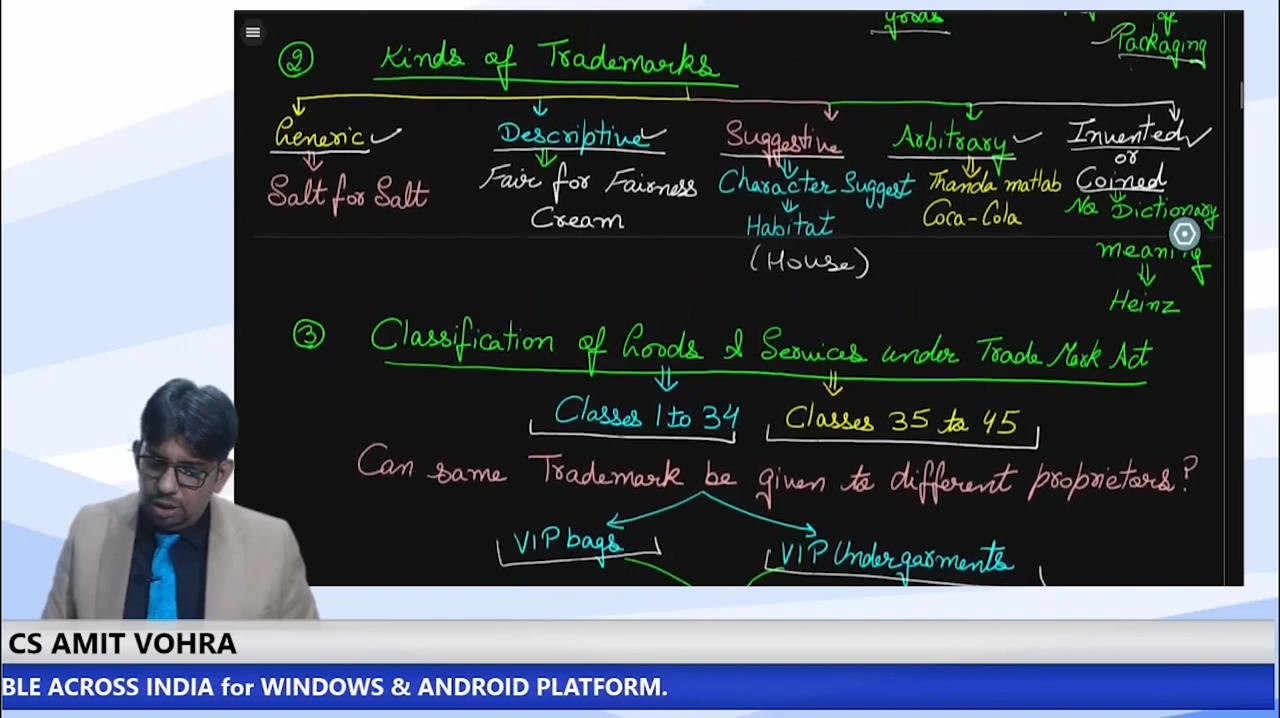 goods
of
Packaging
② Kinds of Trademarks
Generic Descriptive Suggestive Arbitrary Invented
or
Coined
Salt for Salt Fair for Fairness Character Suggest Thanda matlab No Dictionary
Cream Habitat Coca-Cola meaning
(House) Heinz
③ Classification of Goods & Services under Trade Mark Act
Classes 1 to 34 Classes 35 to 45
Can same Trademark be given to different proprietors?
VIP bags VIP Undergarments
CS AMIT VOHRA
BLE ACROSS INDIA for WINDOWS & ANDROID PLATFORM.